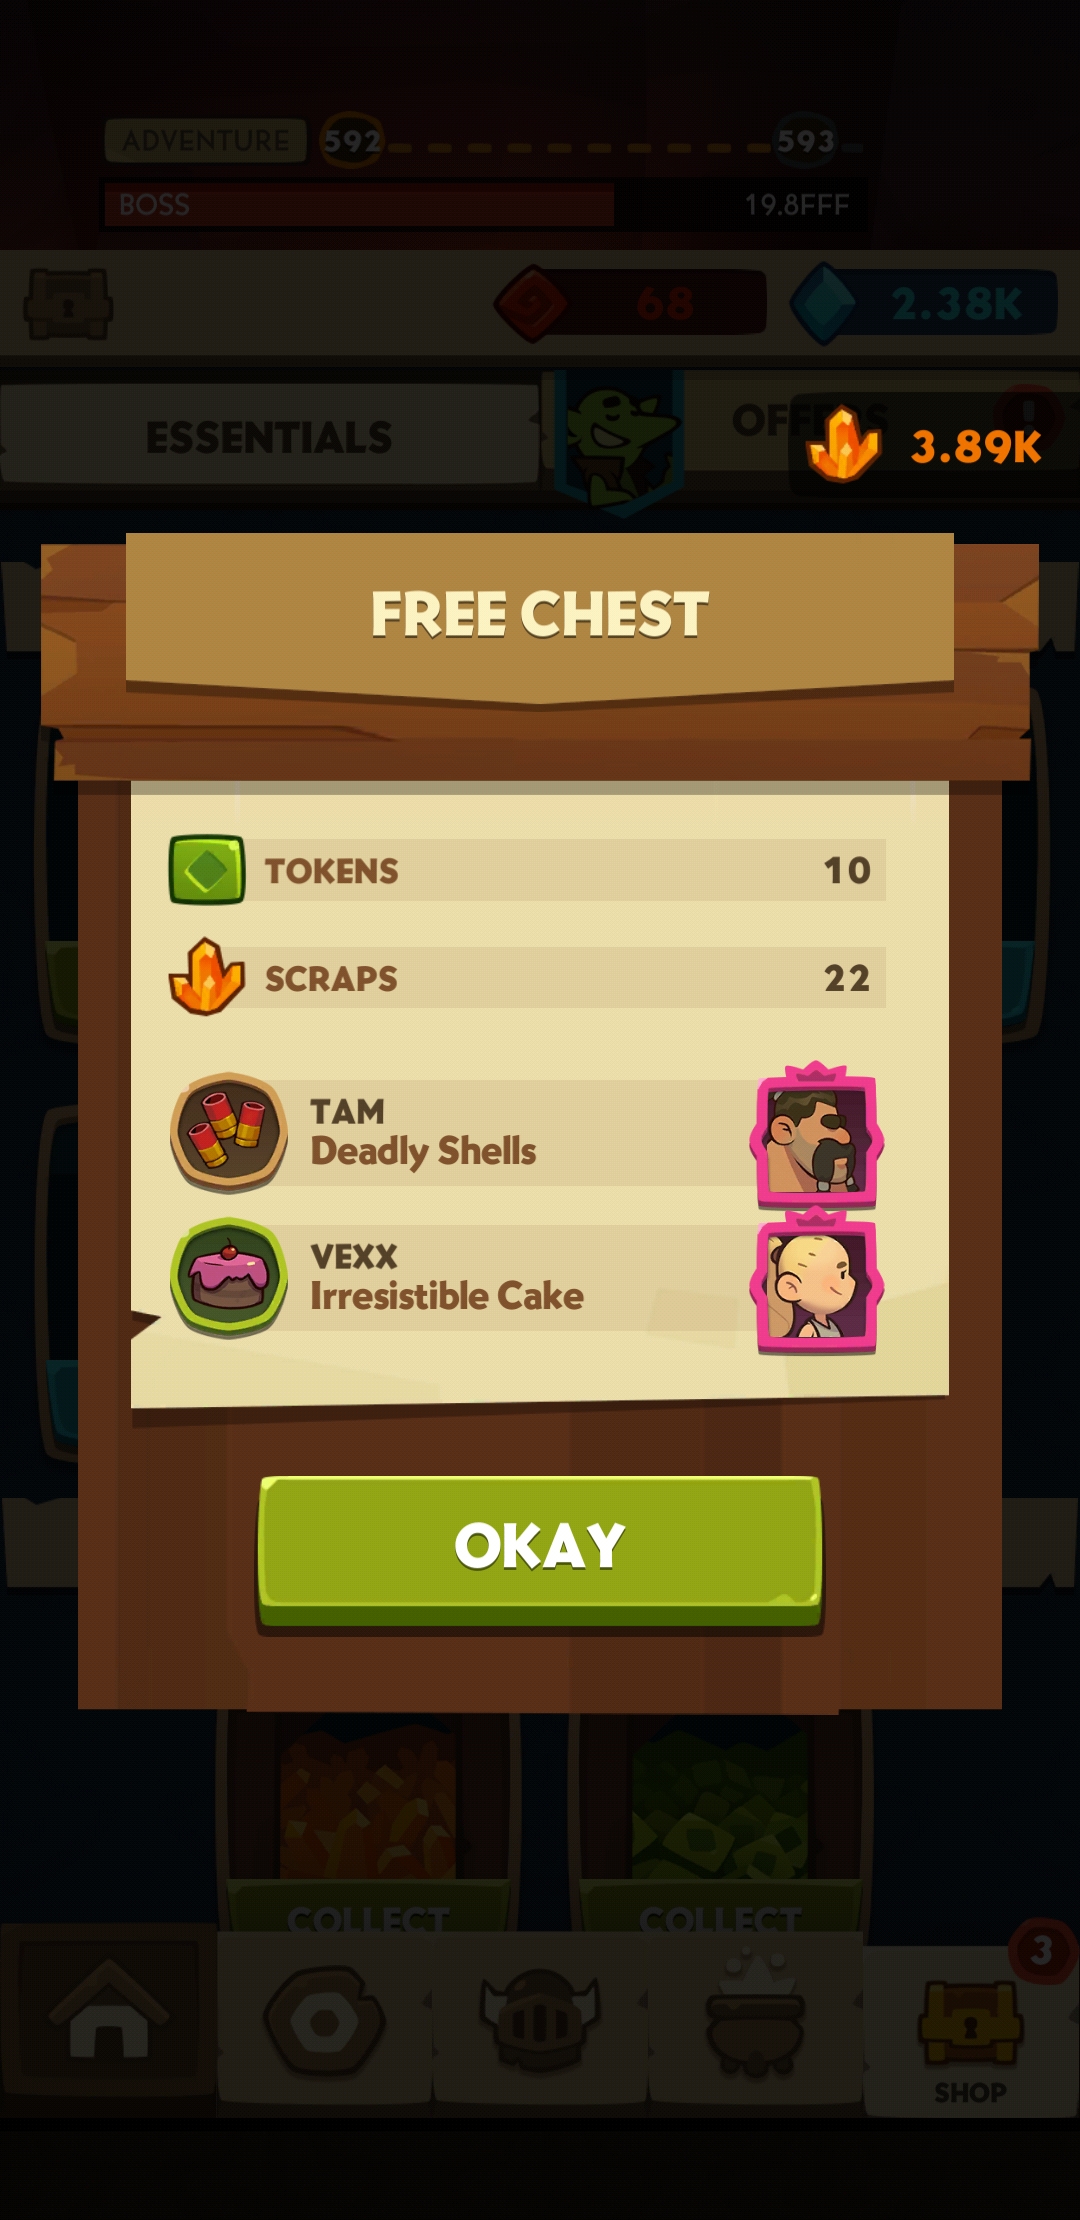 ADVENTURE 592 593
BOSS 19.8FFF
68 2.38K
ESSENTIALS
3.89K
FREE CHEST
TOKENS 10
SCRAPS 22
TAM
Deadly Shells
VEXX
Irresistible Cake
OKAY
COLLECT COLLECT
3
SHOP